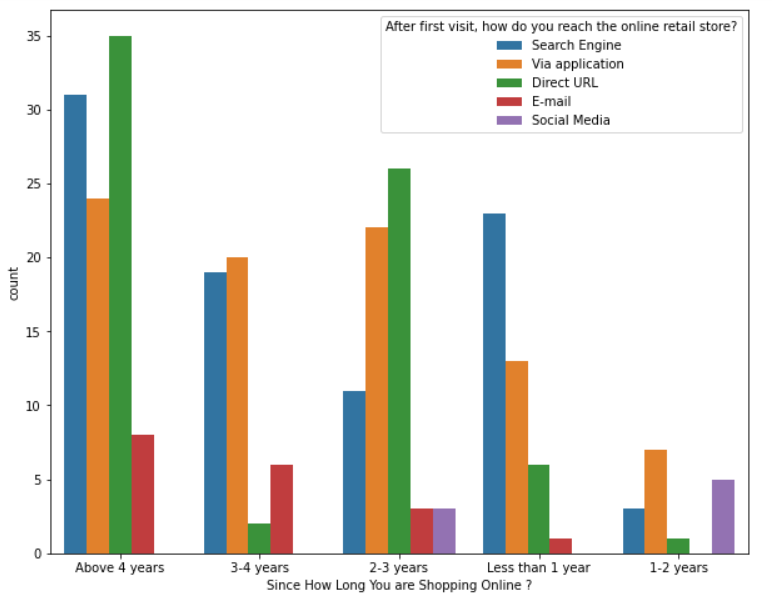 After first visit, how do you reach the online retail store?
Search Engine
Via application
Direct URL
E-mail
Social Media
35
30
25
20
15
10
5
0
count
Above 4 years
3-4 years
2-3 years
Less than 1 year
1-2 years
Since How Long You are Shopping Online ?